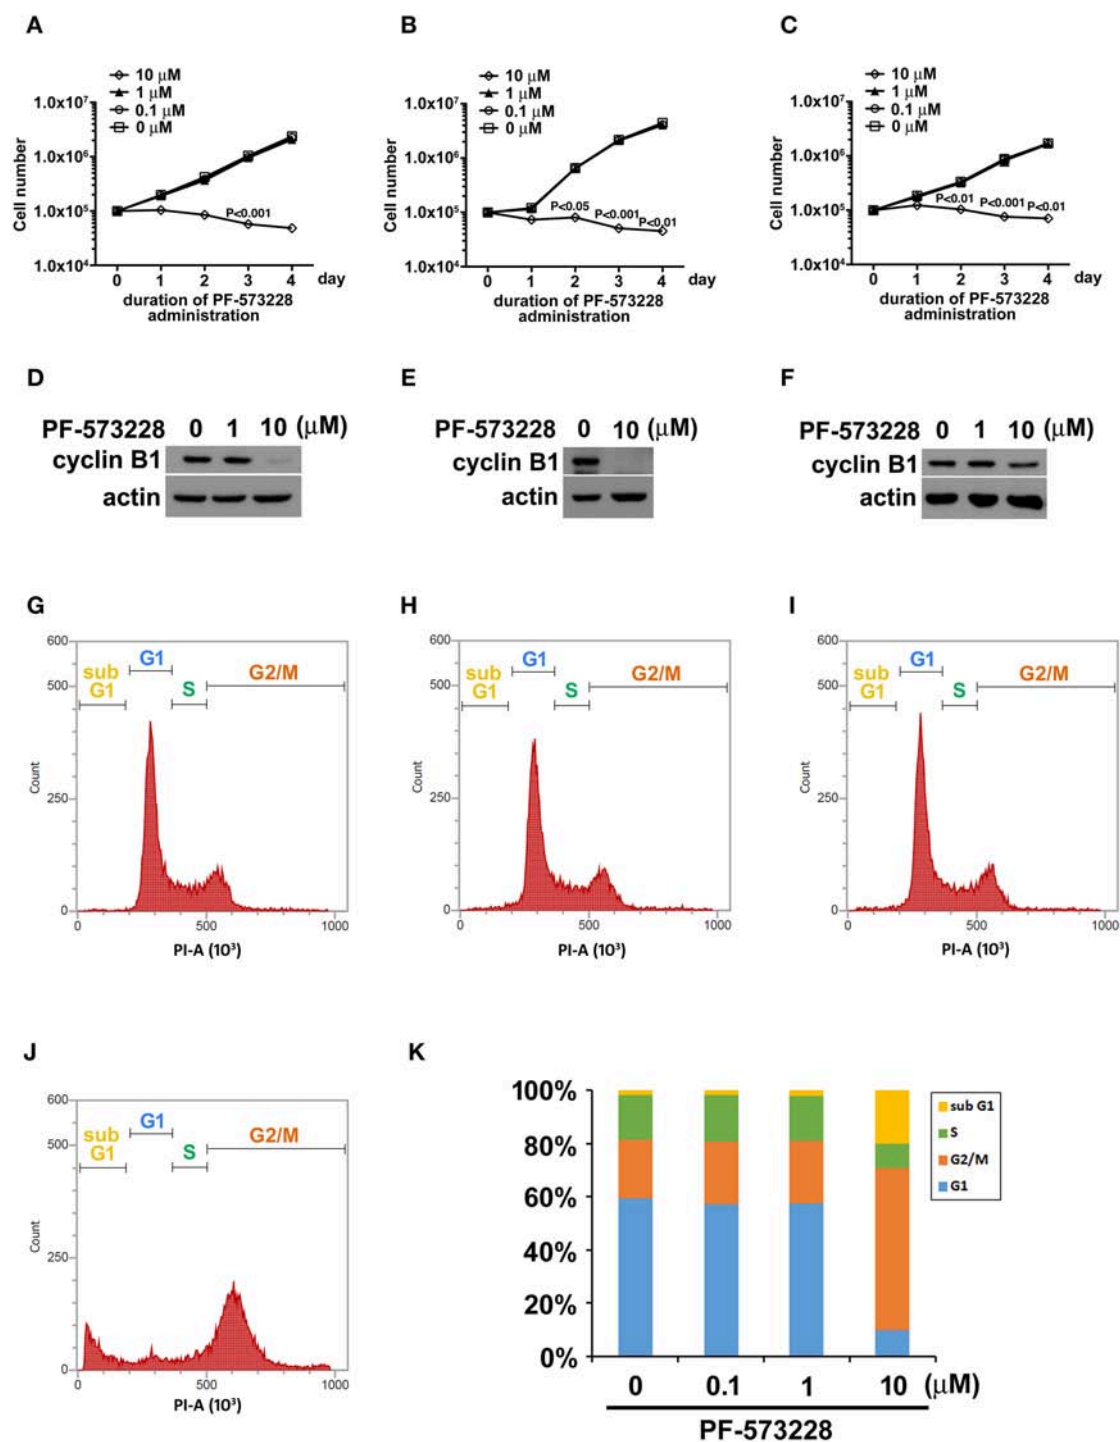 A
10 μM
1 μM
0.1 μM
0 μM
1.0x10⁷
1.0x10⁶
1.0x10⁵
1.0x10⁴
Cell number
P<0.001
0 1 2 3 4 day
duration of PF-573228
administration
B
10 μM
1 μM
0.1 μM
0 μM
1.0x10⁷
1.0x10⁶
1.0x10⁵
1.0x10⁴
Cell number
P<0.05
P<0.001
P<0.01
0 1 2 3 4 day
duration of PF-573228
administration
C
10 μM
1 μM
0.1 μM
0 μM
1.0x10⁷
1.0x10⁶
1.0x10⁵
1.0x10⁴
Cell number
P<0.01
P<0.001
P<0.01
0 1 2 3 4 day
duration of PF-573228
administration
D
PF-573228 0 1 10 (μM)
cyclin B1
actin
E
PF-573228 0 10 (μM)
cyclin B1
actin
F
PF-573228 0 1 10 (μM)
cyclin B1
actin
G
600
500
250
0
Count
sub
G1
G1
S
G2/M
0 500 1000
PI-A (10³)
H
600
500
250
0
Count
sub
G1
G1
S
G2/M
0 500 1000
PI-A (10³)
I
600
500
250
0
Count
sub
G1
G1
S
G2/M
0 500 1000
PI-A (10³)
J
600
500
250
0
Count
sub
G1
G1
S
G2/M
0 500 1000
PI-A (10³)
K
100%
80%
60%
40%
20%
0%
sub G1
S
G2/M
G1
0 0.1 1 10 (μM)
PF-573228